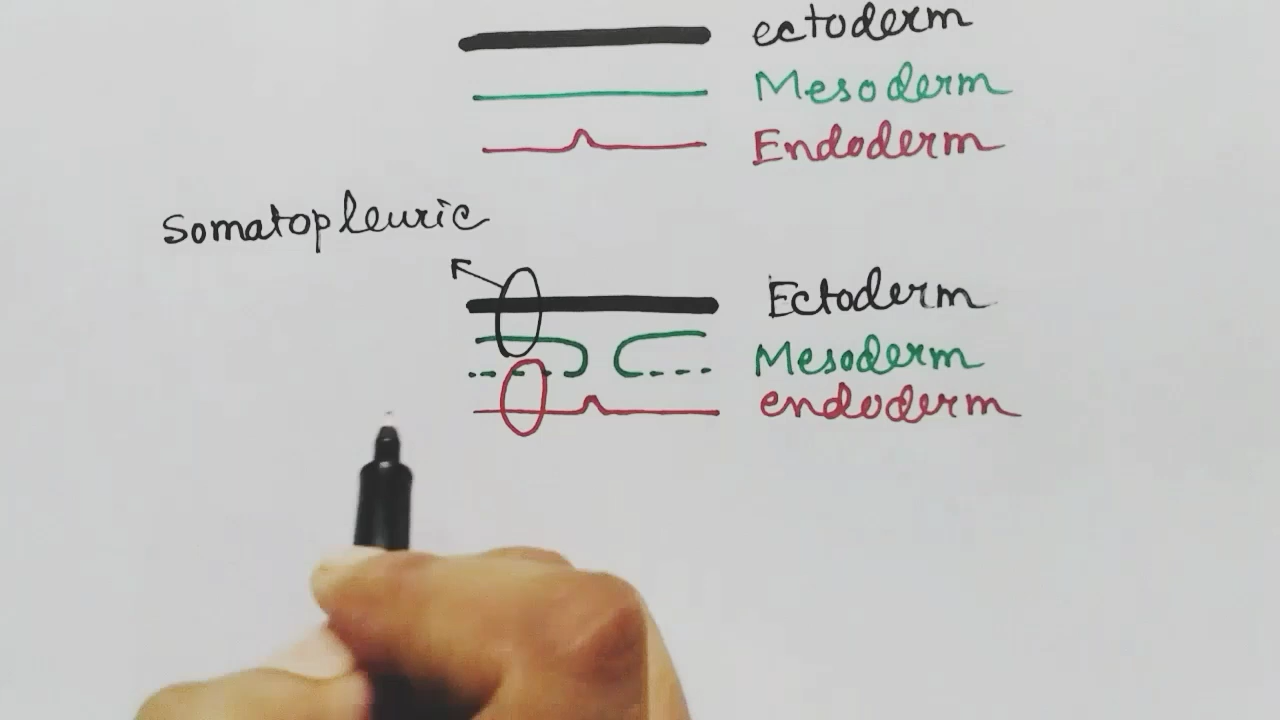 ectoderm
Mesoderm
Endoderm
Somatopleuric
Ectoderm
Mesoderm
endoderm